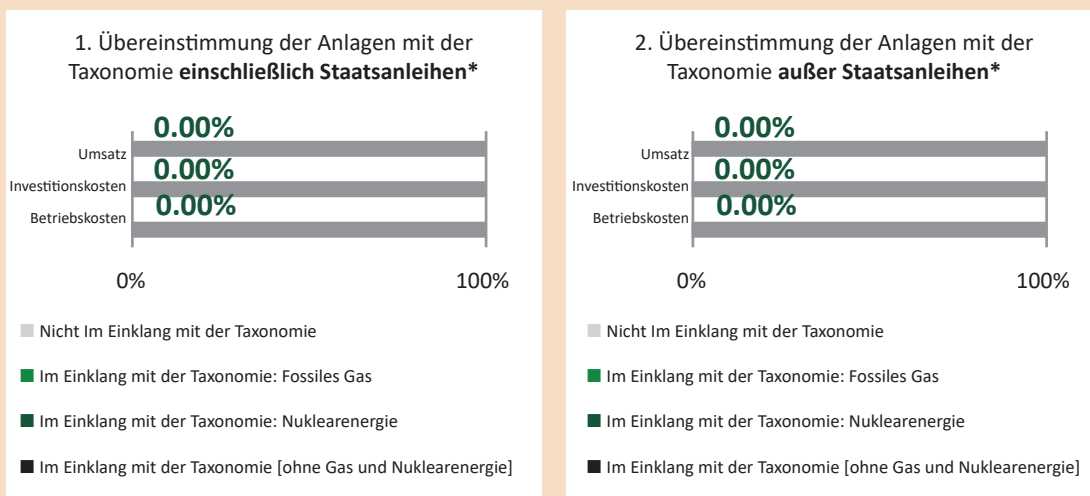 1. Übereinstimmung der Anlagen mit der
Taxonomie einschließlich Staatsanleihen*
0.00%
Umsatz
0.00%
Investitionskosten
0.00%
Betriebskosten
0%
100%
Nicht Im Einklang mit der Taxonomie
Im Einklang mit der Taxonomie: Fossiles Gas
Im Einklang mit der Taxonomie: Nuklearenergie
Im Einklang mit der Taxonomie [ohne Gas und Nuklearenergie]
2. Übereinstimmung der Anlagen mit der
Taxonomie außer Staatsanleihen*
0.00%
Umsatz
0.00%
Investitionskosten
0.00%
Betriebskosten
0%
100%
Nicht Im Einklang mit der Taxonomie
Im Einklang mit der Taxonomie: Fossiles Gas
Im Einklang mit der Taxonomie: Nuklearenergie
Im Einklang mit der Taxonomie [ohne Gas und Nuklearenergie]